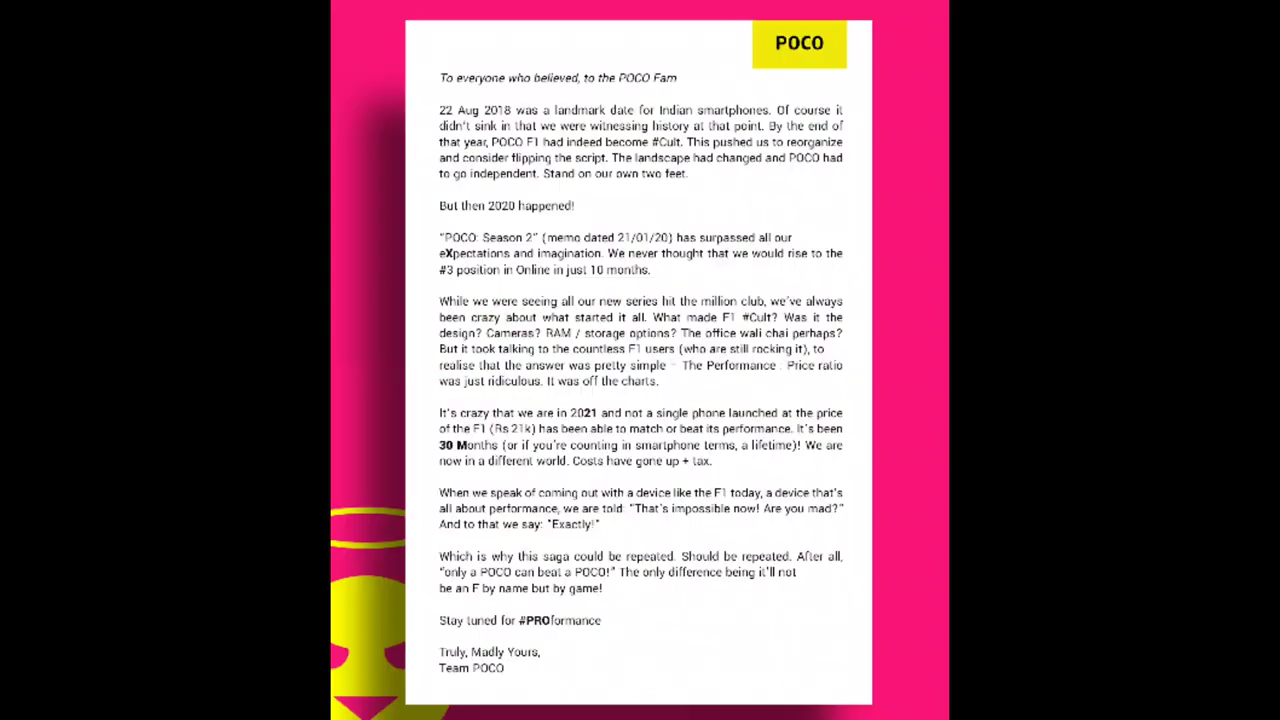 POCO
To everyone who believed, to the POCO Fam
22 Aug 2018 was a landmark date for Indian smartphones. Of course it
didn't sink in that we were witnessing history at that point. By the end of
that year, POCO F1 had indeed become #Cult. This pushed us to reorganize
and consider flipping the script. The landscape had changed and POCO had
to go independent. Stand on our own two feet.
But then 2020 happened!
"POCO: Season 2" (memo dated 21/01/20) has surpassed all our
eXpectations and imagination. We never thought that we would rise to the
#3 position in Online in just 10 months.
While we were seeing all our new series hit the million club, we've always
been crazy about what started it all. What made F1 #Cult? Was it the
design? Cameras? RAM / storage options? The office wali chai perhaps?
But it took talking to the countless F1 users (who are still rocking it), to
realise that the answer was pretty simple – The Performance : Price ratio
was just ridiculous. It was off the charts.
It's crazy that we are in 2021 and not a single phone launched at the price
of the F1 (Rs 21k) has been able to match or beat its performance. It's been
30 Months (or if you're counting in smartphone terms, a lifetime)! We are
now in a different world. Costs have gone up + tax.
When we speak of coming out with a device like the F1 today, a device that's
all about performance, we are told: "That's impossible now! Are you mad?"
And to that we say: "Exactly!"
Which is why this saga could be repeated. Should be repeated. After all,
"only a POCO can beat a POCO!" The only difference being it'll not
be an F by name but by game!
Stay tuned for #PROformance
Truly, Madly Yours,
Team POCO